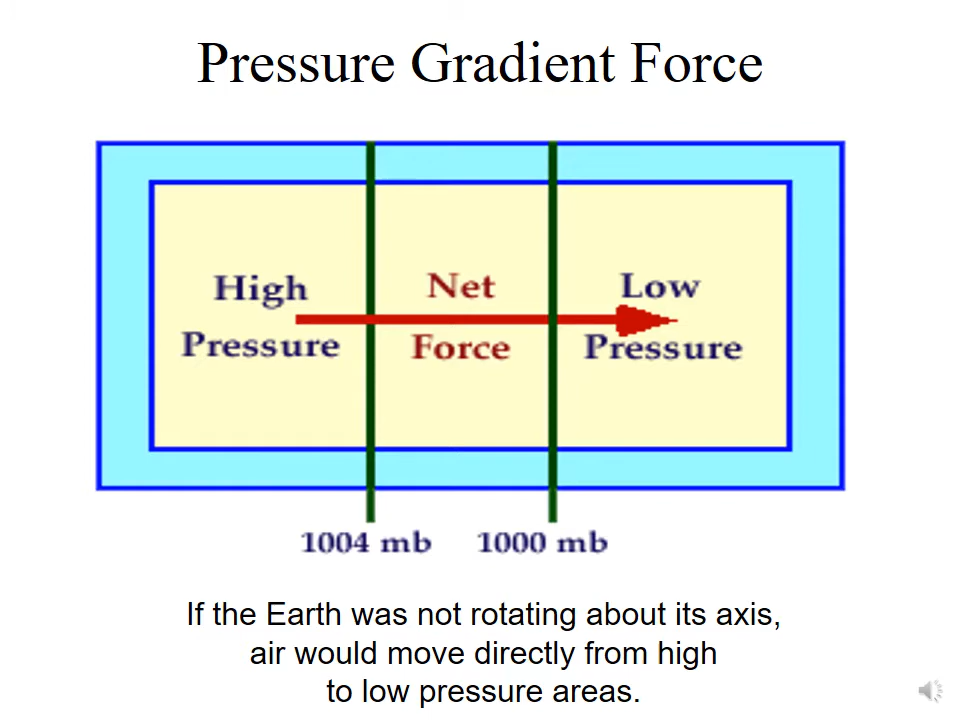 Pressure Gradient Force
High Net Low
Pressure Force Pressure
1004 mb 1000 mb
If the Earth was not rotating about its axis,
air would move directly from high
to low pressure areas.